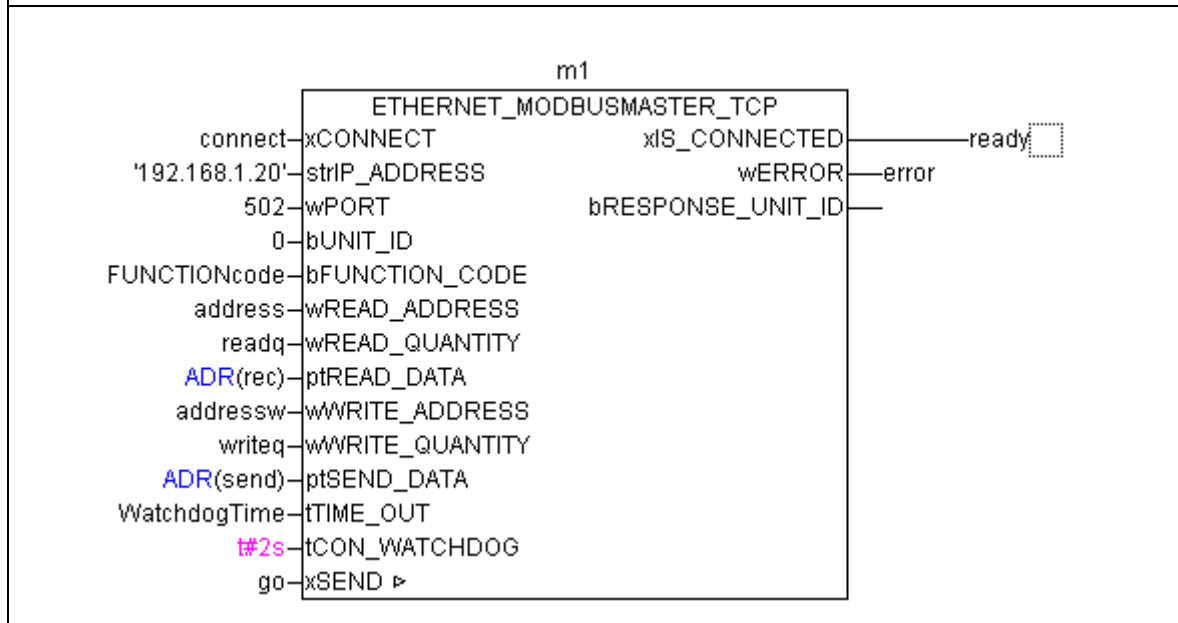 m1
ETHERNET_MODBUSMASTER_TCP
connect xCONNECT xIS_CONNECTED ready
'192.168.1.20' strIP_ADDRESS wERROR error
502 wPORT bRESPONSE_UNIT_ID
0 bUNIT_ID
FUNCTIONcode bFUNCTION_CODE
address wREAD_ADDRESS
readq wREAD_QUANTITY
ADR(rec) ptREAD_DATA
addressw wWRITE_ADDRESS
writeq wWRITE_QUANTITY
ADR(send) ptSEND_DATA
WatchdogTime tTIME_OUT
t#2s tCON_WATCHDOG
go xSEND